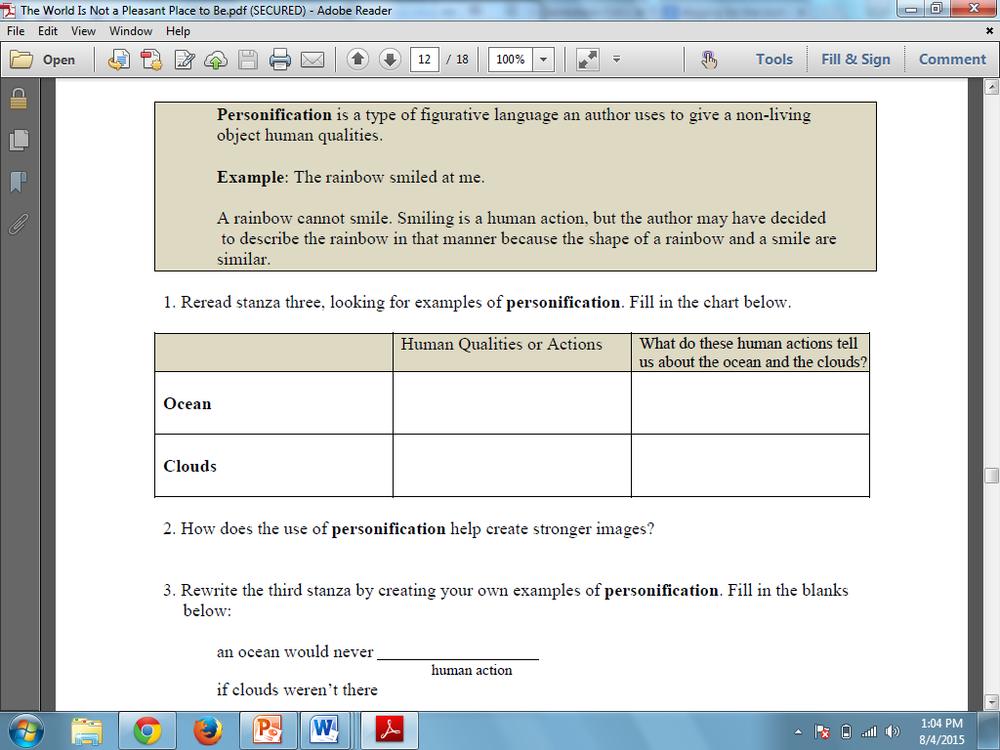 The World Is Not a Pleasant Place to Be.pdf (SECURED) - Adobe Reader
File Edit View Window Help
Open 12 / 18 100% Tools Fill & Sign Comment
Personification is a type of figurative language an author uses to give a non-living
object human qualities.
Example: The rainbow smiled at me.
A rainbow cannot smile. Smiling is a human action, but the author may have decided
to describe the rainbow in that manner because the shape of a rainbow and a smile are
similar.
1. Reread stanza three, looking for examples of personification. Fill in the chart below.
Human Qualities or Actions
What do these human actions tell
us about the ocean and the clouds?
Ocean
Clouds
2. How does the use of personification help create stronger images?
3. Rewrite the third stanza by creating your own examples of personification. Fill in the blanks
below:
an ocean would never
human action
if clouds weren’t there
1:04 PM
8/4/2015